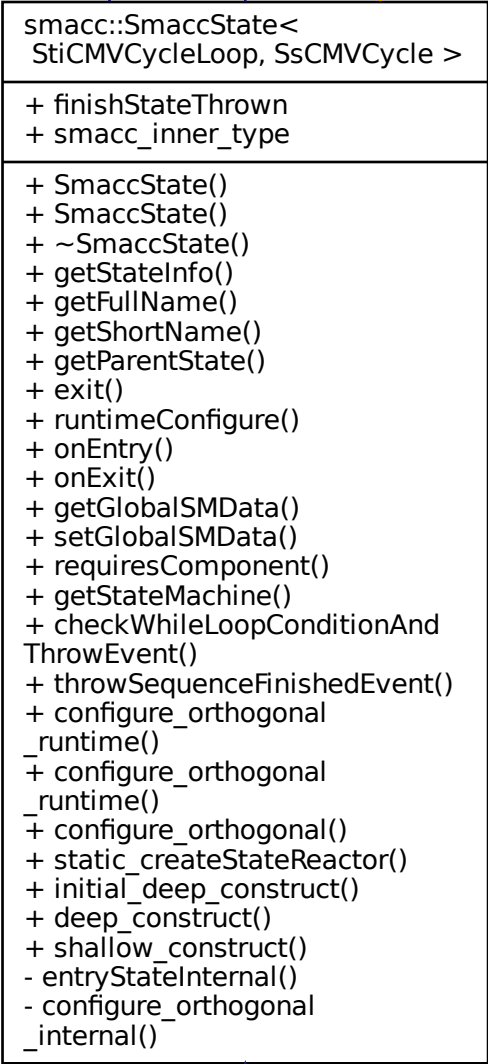 smacc::SmaccState<
StiCMVCycleLoop, SsCMVCycle >
+ finishStateThrown
+ smacc_inner_type
+ SmaccState()
+ SmaccState()
+ ~SmaccState()
+ getStateInfo()
+ getFullName()
+ getShortName()
+ getParentState()
+ exit()
+ runtimeConfigure()
+ onEntry()
+ onExit()
+ getGlobalSMData()
+ setGlobalSMData()
+ requiresComponent()
+ getStateMachine()
+ checkWhileLoopConditionAnd
ThrowEvent()
+ throwSequenceFinishedEvent()
+ configure_orthogonal
_runtime()
+ configure_orthogonal
_runtime()
+ configure_orthogonal()
+ static_createStateReactor()
+ initial_deep_construct()
+ deep_construct()
+ shallow_construct()
- entryStateInternal()
- configure_orthogonal
_internal()